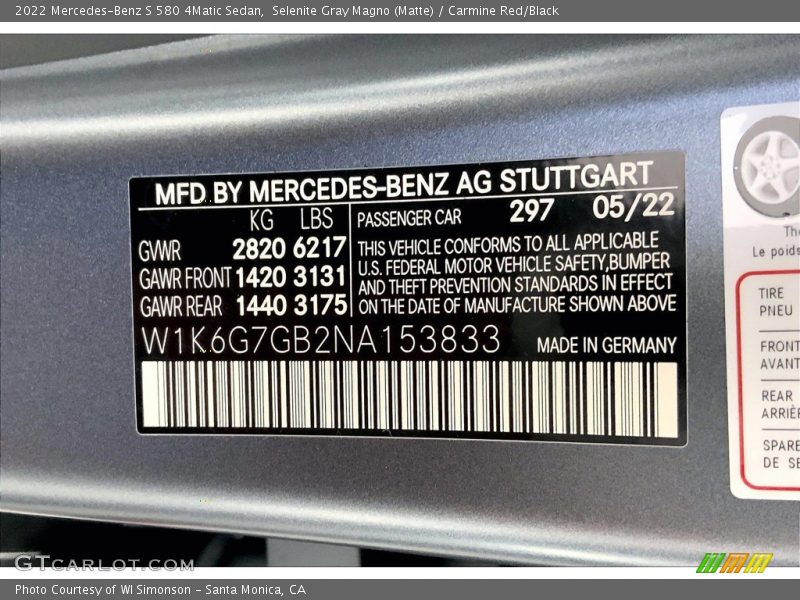 2022 Mercedes-Benz S 580 4Matic Sedan, Selenite Gray Magno (Matte) / Carmine Red/Black
MFD. BY MERCEDES-BENZ AG STUTTGART
KG LBS PASSENGER CAR 297 05/22
GVWR 2820 6217
GAWR FRONT 1420 3131
GAWR REAR 1440 3175
THIS VEHICLE CONFORMS TO ALL APPLICABLE
U.S. FEDERAL MOTOR VEHICLE SAFETY, BUMPER
AND THEFT PREVENTION STANDARDS IN EFFECT
ON THE DATE OF MANUFACTURE SHOWN ABOVE
W1K6G7GB2NA153833 MADE IN GERMANY
Le poids
TIRE
PNEU
FRONT
AVANT
REAR
SPARE
DE
GTcarlot.com
Photo Courtesy of WI Simonson - Santa Monica, CA